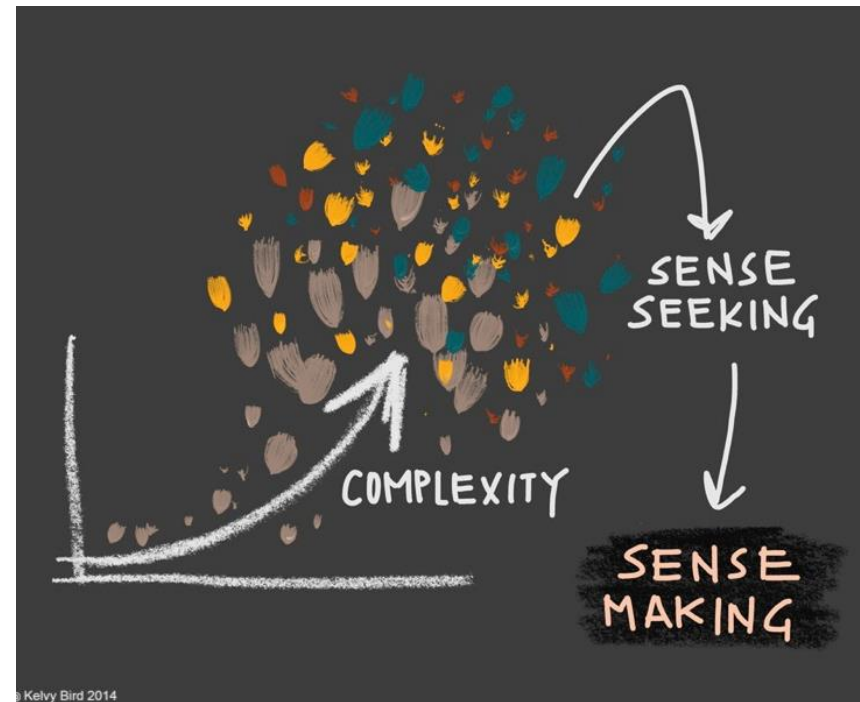 SENSE
SEEKING
COMPLEXITY
SENSE
MAKING
© Kelvy Bird 2014